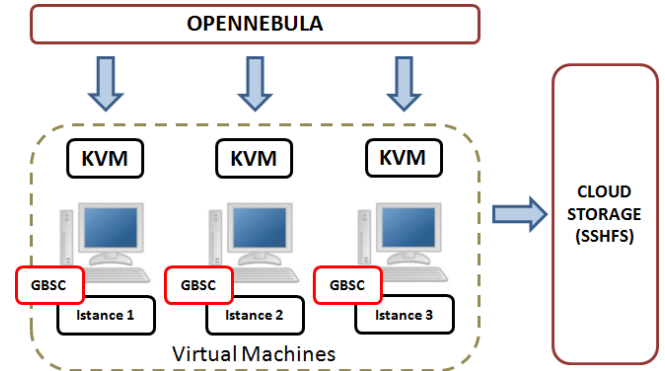 OPENNEBULA
KVM
KVM
KVM
CLOUD
STORAGE
(SSHFS)
GBSC
GBSC
GBSC
Istance 1
Istance 2
Istance 3
Virtual Machines